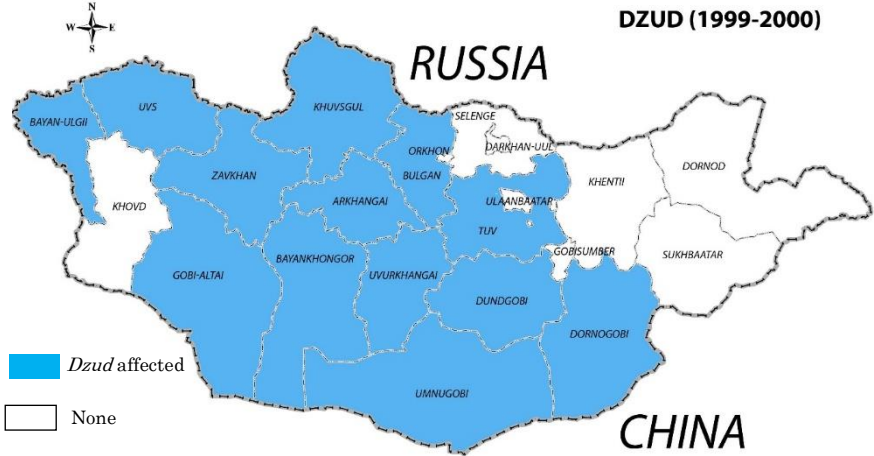 DZUD (1999-2000)
N
W E
S
RUSSIA
BAYAN-ULGII
UVS
KHUVSGUL
SELENGE
DARKHAN-UUL
ORKHON
BULGAN
KHENTII
DORNOD
KHOVD
ZAVKHAN
ARKHANGAI
ULAANBAATAR
TUV
GOBISUMBER
SUKHBAATAR
GOBI-ALTAI
BAYANKHONGOR
UVURKHANGAI
DUNDGOBI
DORNOGOBI
UMNUGOBI
Dzud affected
None
CHINA